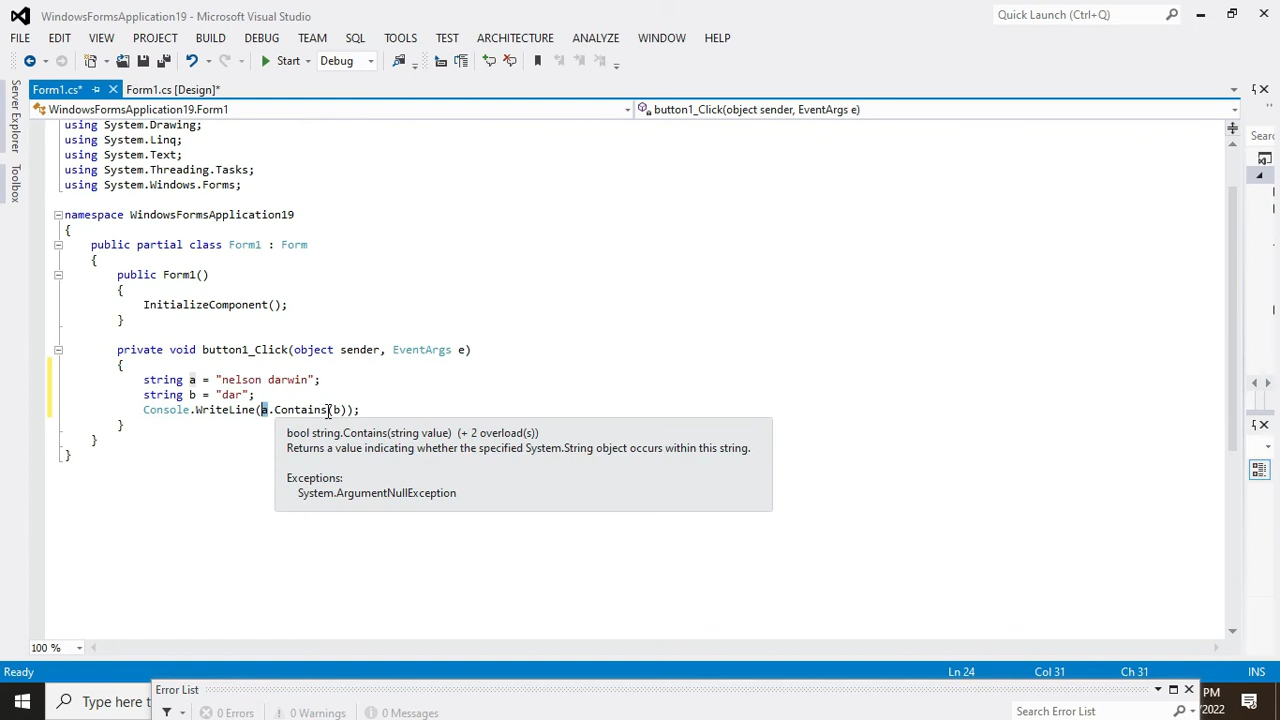 WindowsFormsApplication19 - Microsoft Visual Studio
Quick Launch (Ctrl+Q)
FILE EDIT VIEW PROJECT BUILD DEBUG TEAM SQL TOOLS TEST ARCHITECTURE ANALYZE WINDOW HELP
Start Debug
Form1.cs* Form1.cs [Design]*
WindowsFormsApplication19.Form1 button1_Click(object sender, EventArgs e)
Server Explorer
Toolbox
Searc
using System.Drawing;
using System.Linq;
using System.Text;
using System.Threading.Tasks;
using System.Windows.Forms;
namespace WindowsFormsApplication19
{
public partial class Form1 : Form
{
public Form1()
{
InitializeComponent();
}
private void button1_Click(object sender, EventArgs e)
{
string a = "nelson darwin";
string b = "dar";
Console.WriteLine(a.Contains(b));
}
}
}
bool string.Contains(string value) (+ 2 overload(s))
Returns a value indicating whether the specified System.String object occurs within this string.
Exceptions:
System.ArgumentNullException
100 %
Ready Ln 24 Col 31 Ch 31 INS
Error List
0 Errors 0 Warnings 0 Messages
Search Error List
Type here t
PM
/2022